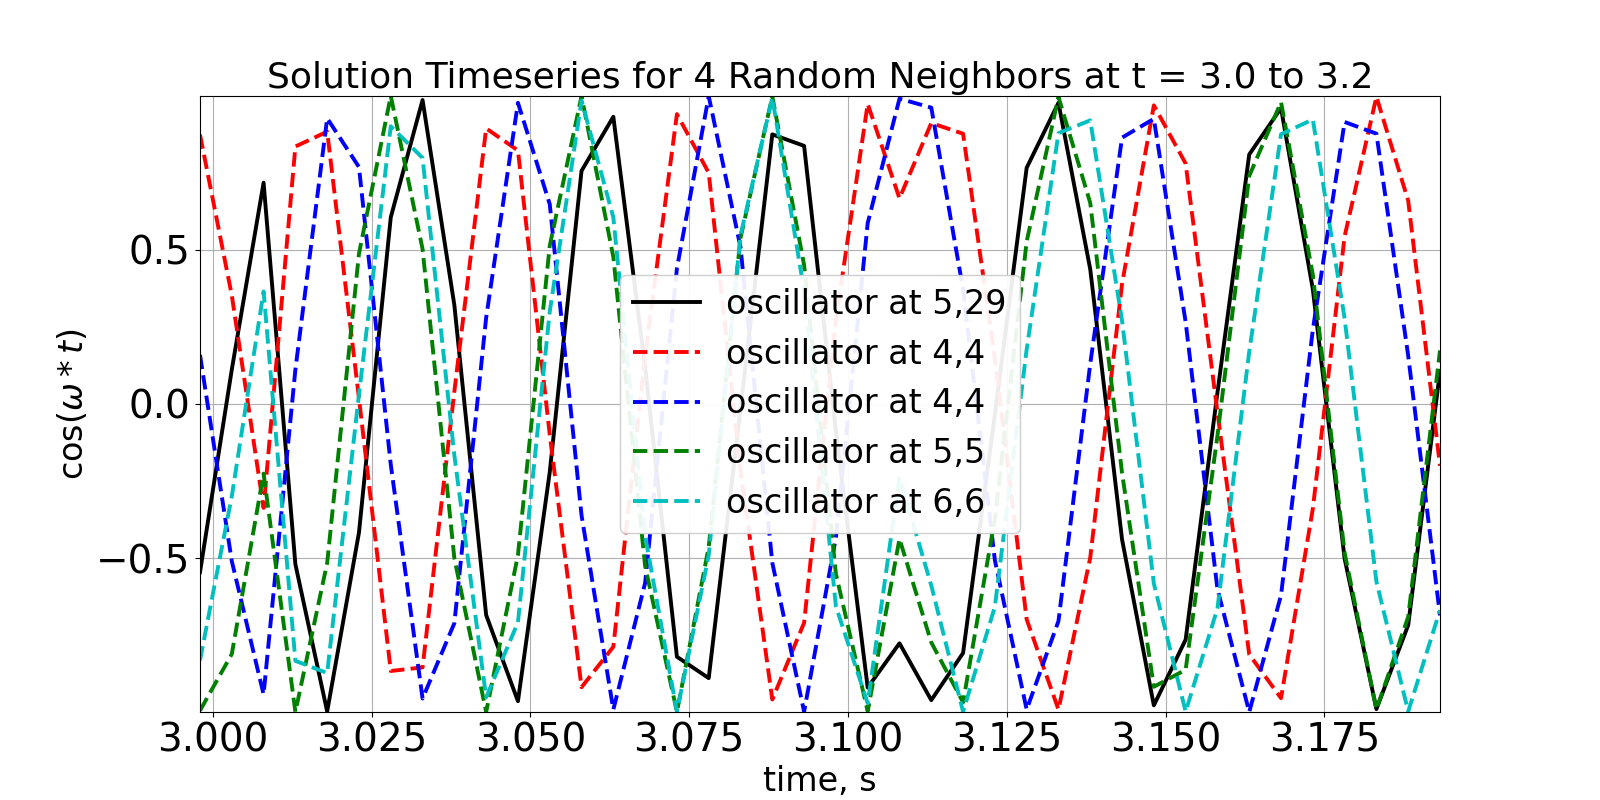 Solution Timeseries for 4 Random Neighbors at t = 3.0 to 3.2
cos(ω * t)
0.5
0.0
−0.5
oscillator at 5,29
oscillator at 4,4
oscillator at 4,4
oscillator at 5,5
oscillator at 6,6
3.000 3.025 3.050 3.075 3.100 3.125 3.150 3.175
time, s